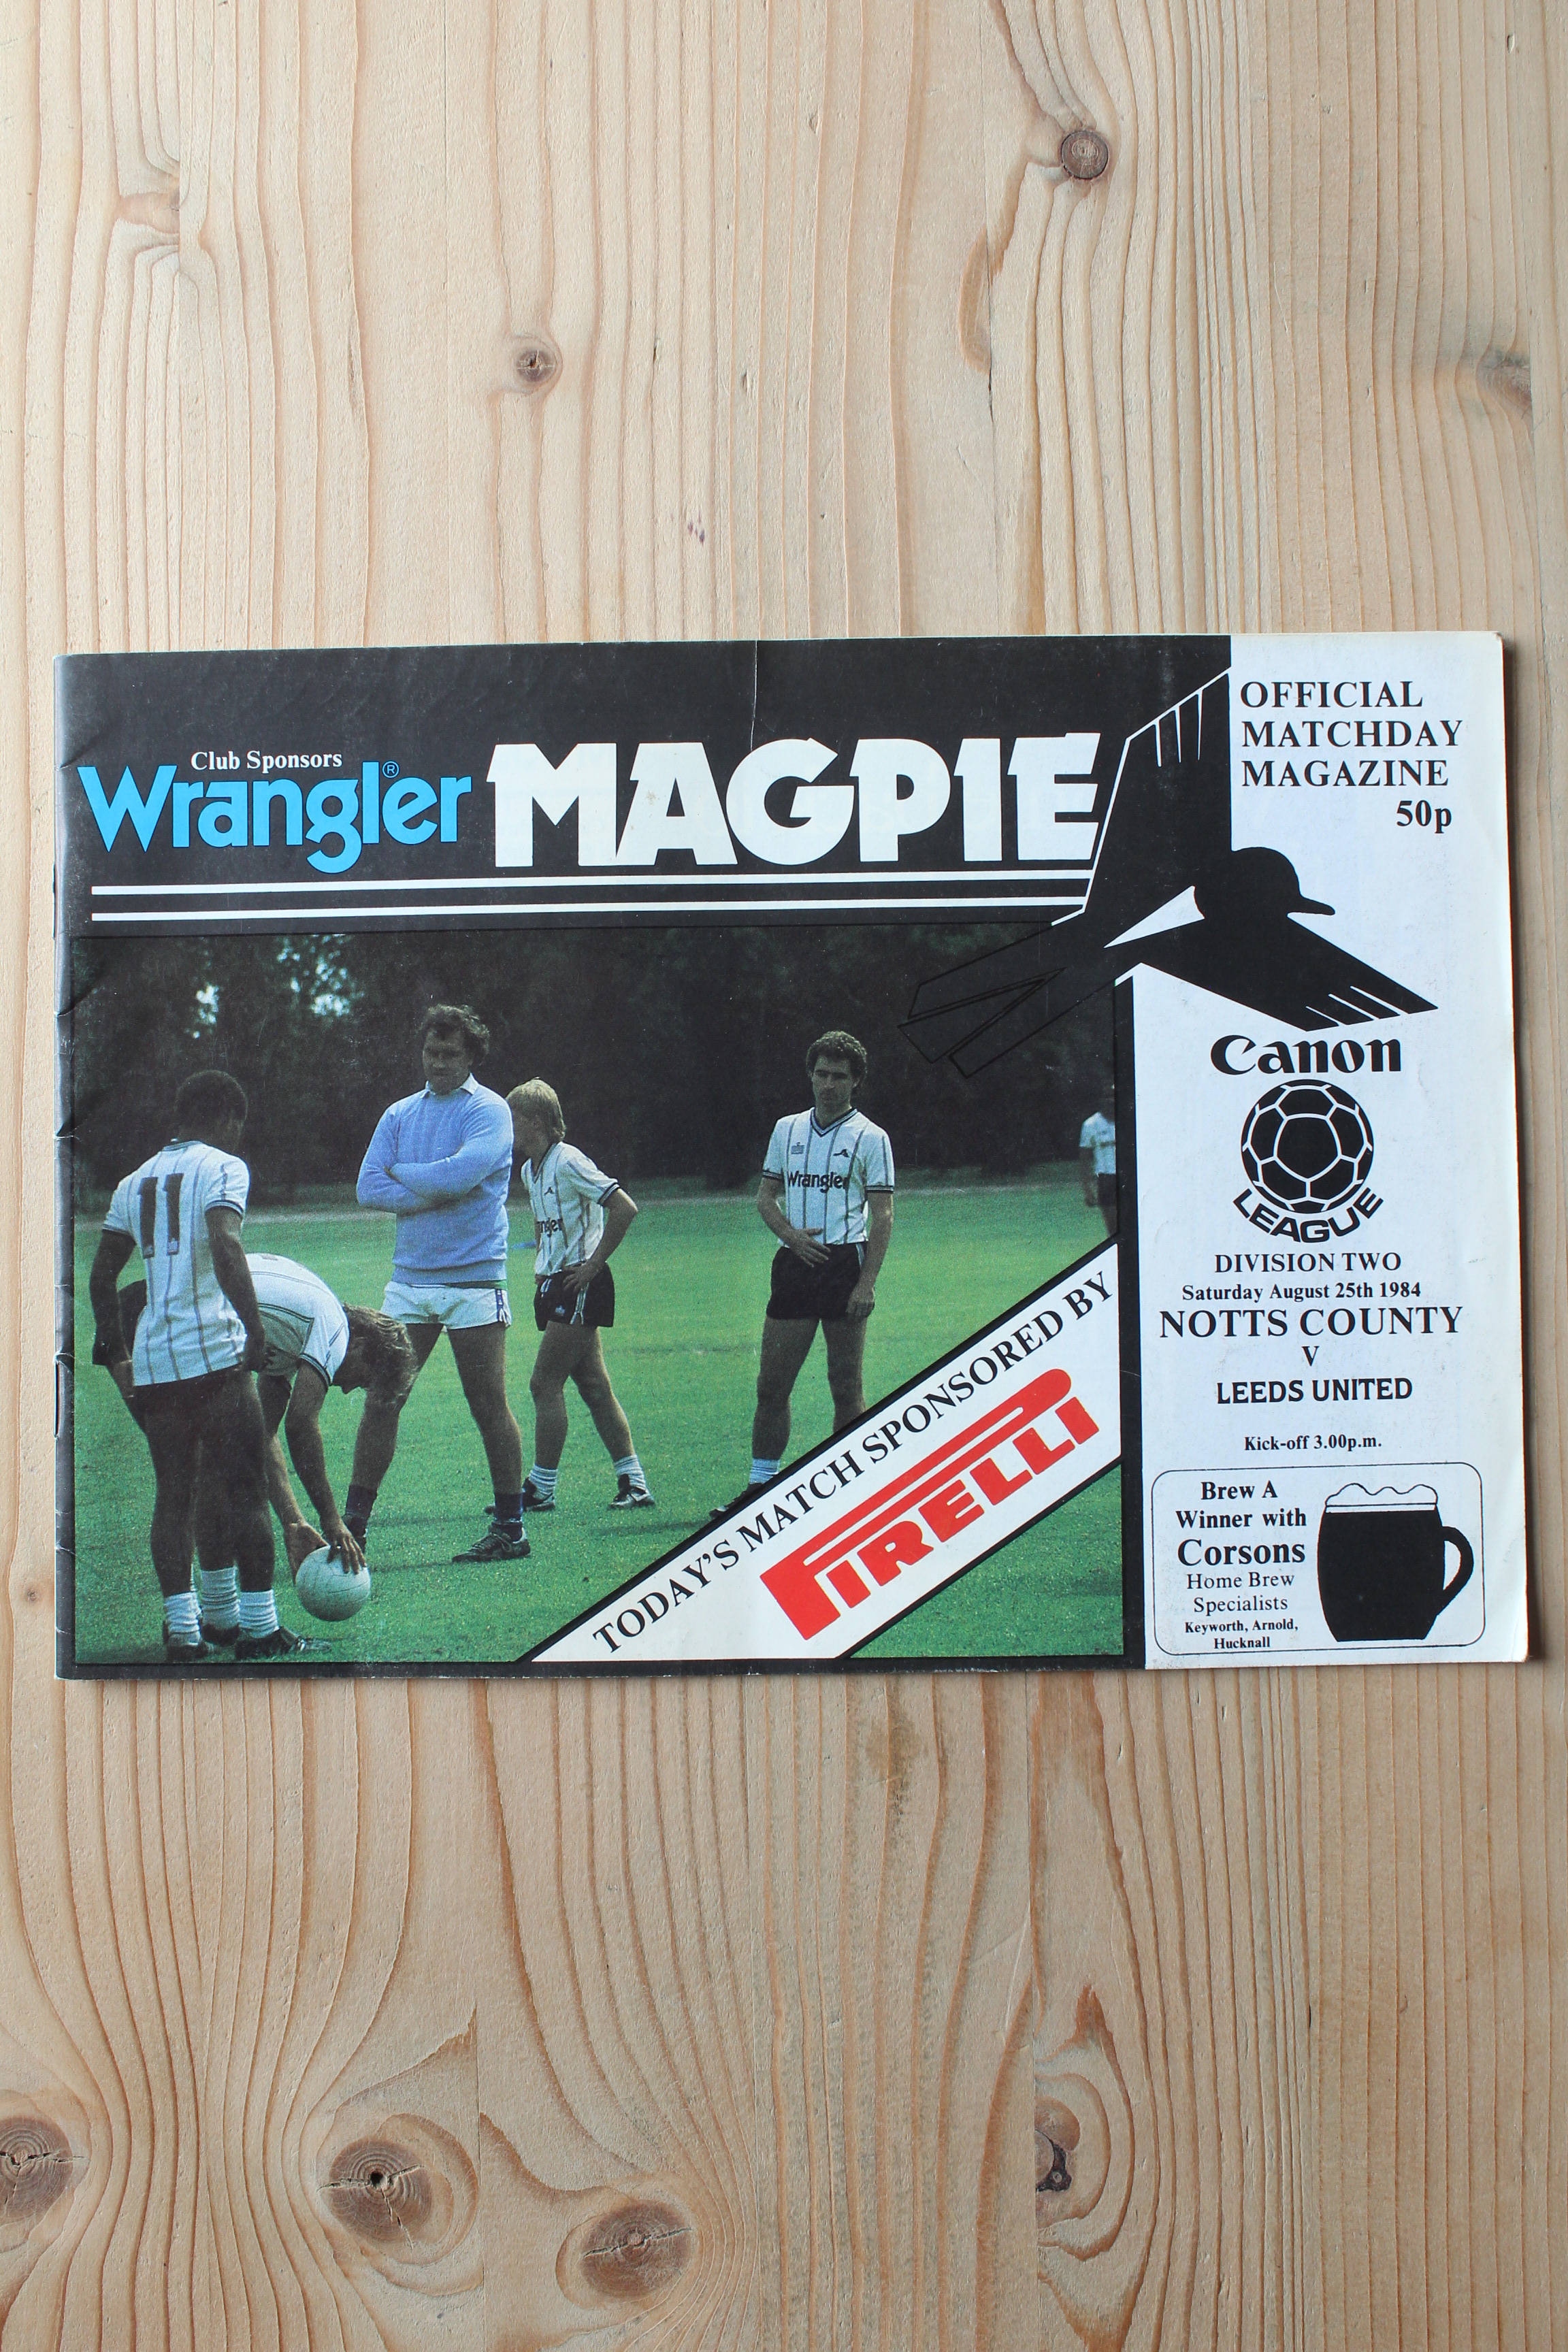 Club Sponsors
Wrangler®
MAGPIE
OFFICIAL
MATCHDAY
MAGAZINE
50p
11
Wrangler
Canon
LEAGUE
DIVISION TWO
Saturday August 25th 1984
NOTTS COUNTY
V
LEEDS UNITED
Kick-off 3.00p.m.
TODAY'S MATCH SPONSORED BY
PIRELLI
Brew A
Winner with
Corsons
Home Brew
Specialists
Keyworth, Arnold,
Hucknall